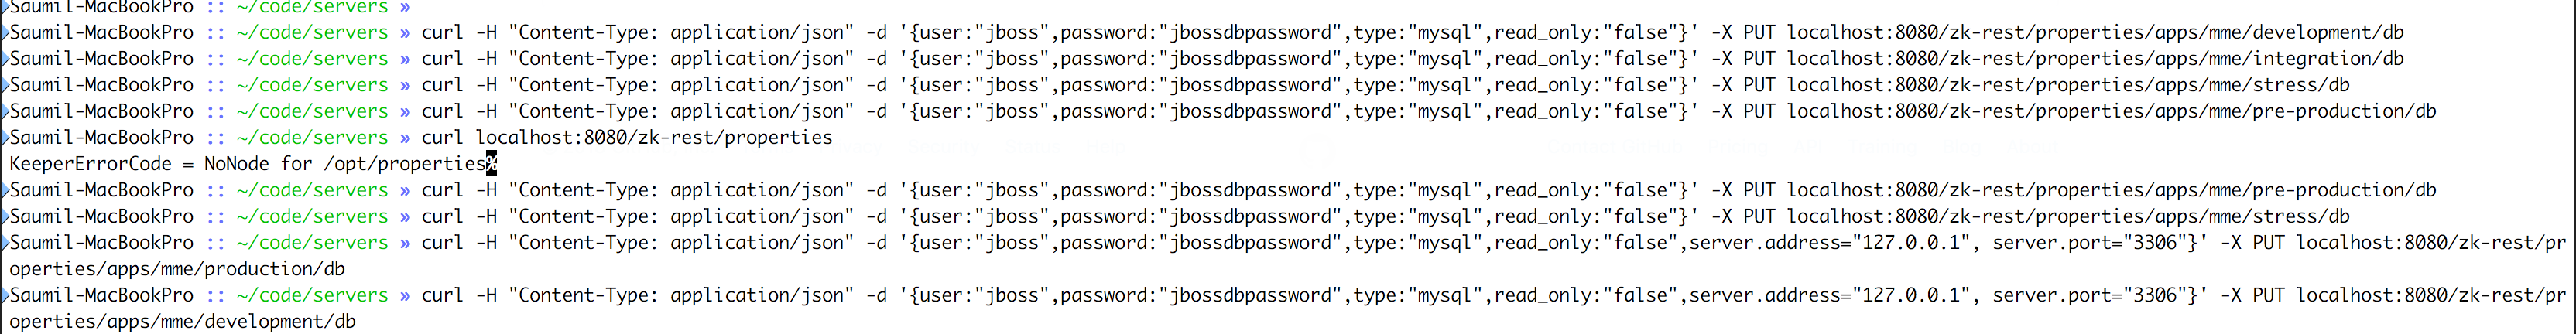 Saumil-MacBookPro :: ~/code/servers »
Saumil-MacBookPro :: ~/code/servers » curl -H "Content-Type: application/json" -d '{user:"jboss",password:"jbossdbpassword",type:"mysql",read_only:"false"}' -X PUT localhost:8080/zk-rest/properties/apps/mme/development/db
Saumil-MacBookPro :: ~/code/servers » curl -H "Content-Type: application/json" -d '{user:"jboss",password:"jbossdbpassword",type:"mysql",read_only:"false"}' -X PUT localhost:8080/zk-rest/properties/apps/mme/integration/db
Saumil-MacBookPro :: ~/code/servers » curl -H "Content-Type: application/json" -d '{user:"jboss",password:"jbossdbpassword",type:"mysql",read_only:"false"}' -X PUT localhost:8080/zk-rest/properties/apps/mme/stress/db
Saumil-MacBookPro :: ~/code/servers » curl -H "Content-Type: application/json" -d '{user:"jboss",password:"jbossdbpassword",type:"mysql",read_only:"false"}' -X PUT localhost:8080/zk-rest/properties/apps/mme/pre-production/db
Saumil-MacBookPro :: ~/code/servers » curl localhost:8080/zk-rest/properties
KeeperErrorCode = NoNode for /opt/properties%
Saumil-MacBookPro :: ~/code/servers » curl -H "Content-Type: application/json" -d '{user:"jboss",password:"jbossdbpassword",type:"mysql",read_only:"false"}' -X PUT localhost:8080/zk-rest/properties/apps/mme/pre-production/db
Saumil-MacBookPro :: ~/code/servers » curl -H "Content-Type: application/json" -d '{user:"jboss",password:"jbossdbpassword",type:"mysql",read_only:"false"}' -X PUT localhost:8080/zk-rest/properties/apps/mme/stress/db
Saumil-MacBookPro :: ~/code/servers » curl -H "Content-Type: application/json" -d '{user:"jboss",password:"jbossdbpassword",type:"mysql",read_only:"false",server.address="127.0.0.1", server.port="3306"}' -X PUT localhost:8080/zk-rest/pr
operties/apps/mme/production/db
Saumil-MacBookPro :: ~/code/servers » curl -H "Content-Type: application/json" -d '{user:"jboss",password:"jbossdbpassword",type:"mysql",read_only:"false",server.address="127.0.0.1", server.port="3306"}' -X PUT localhost:8080/zk-rest/pr
operties/apps/mme/development/db